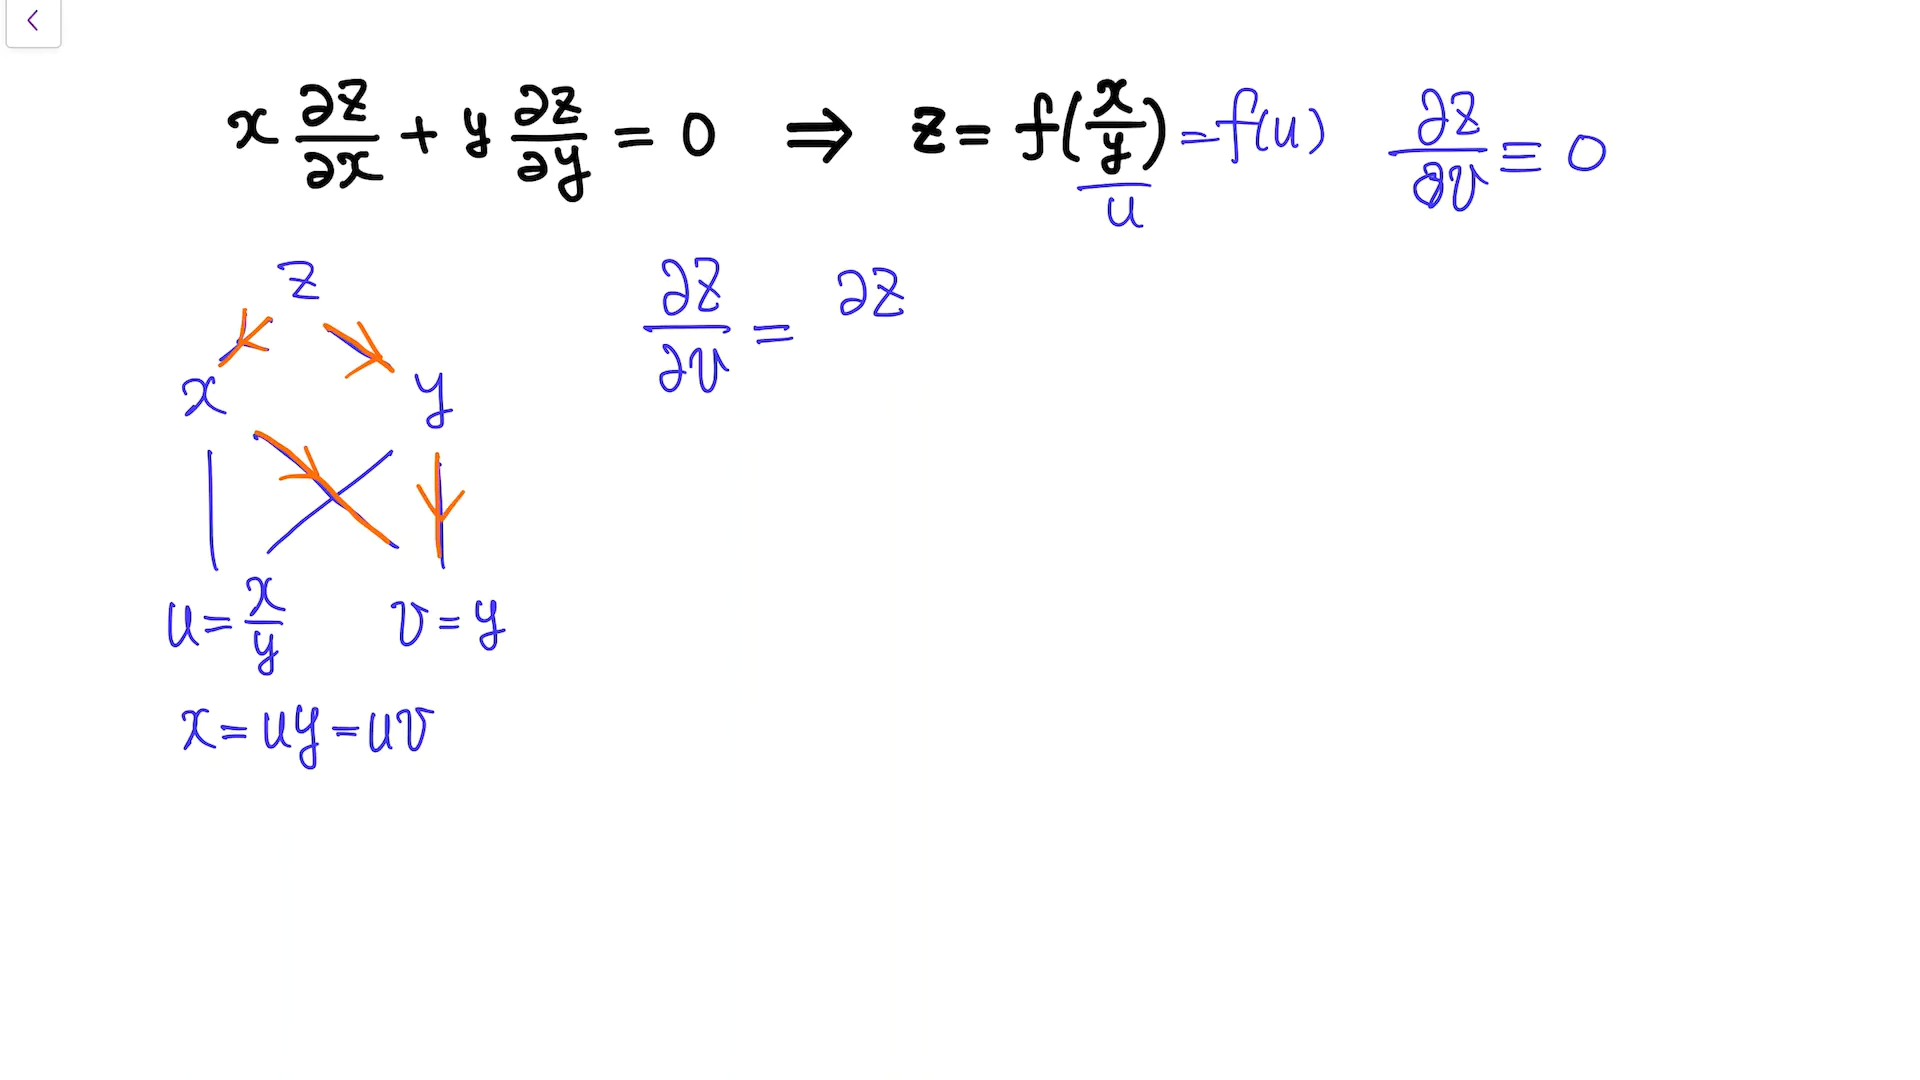 x ∂z/∂x + y ∂z/∂y = 0 ⇒ z = f(x/y) = f(u) ∂z/∂v ≡ 0
u
z
x y
∂z/∂v = ∂z
u = x/y v = y
x = uy = uv